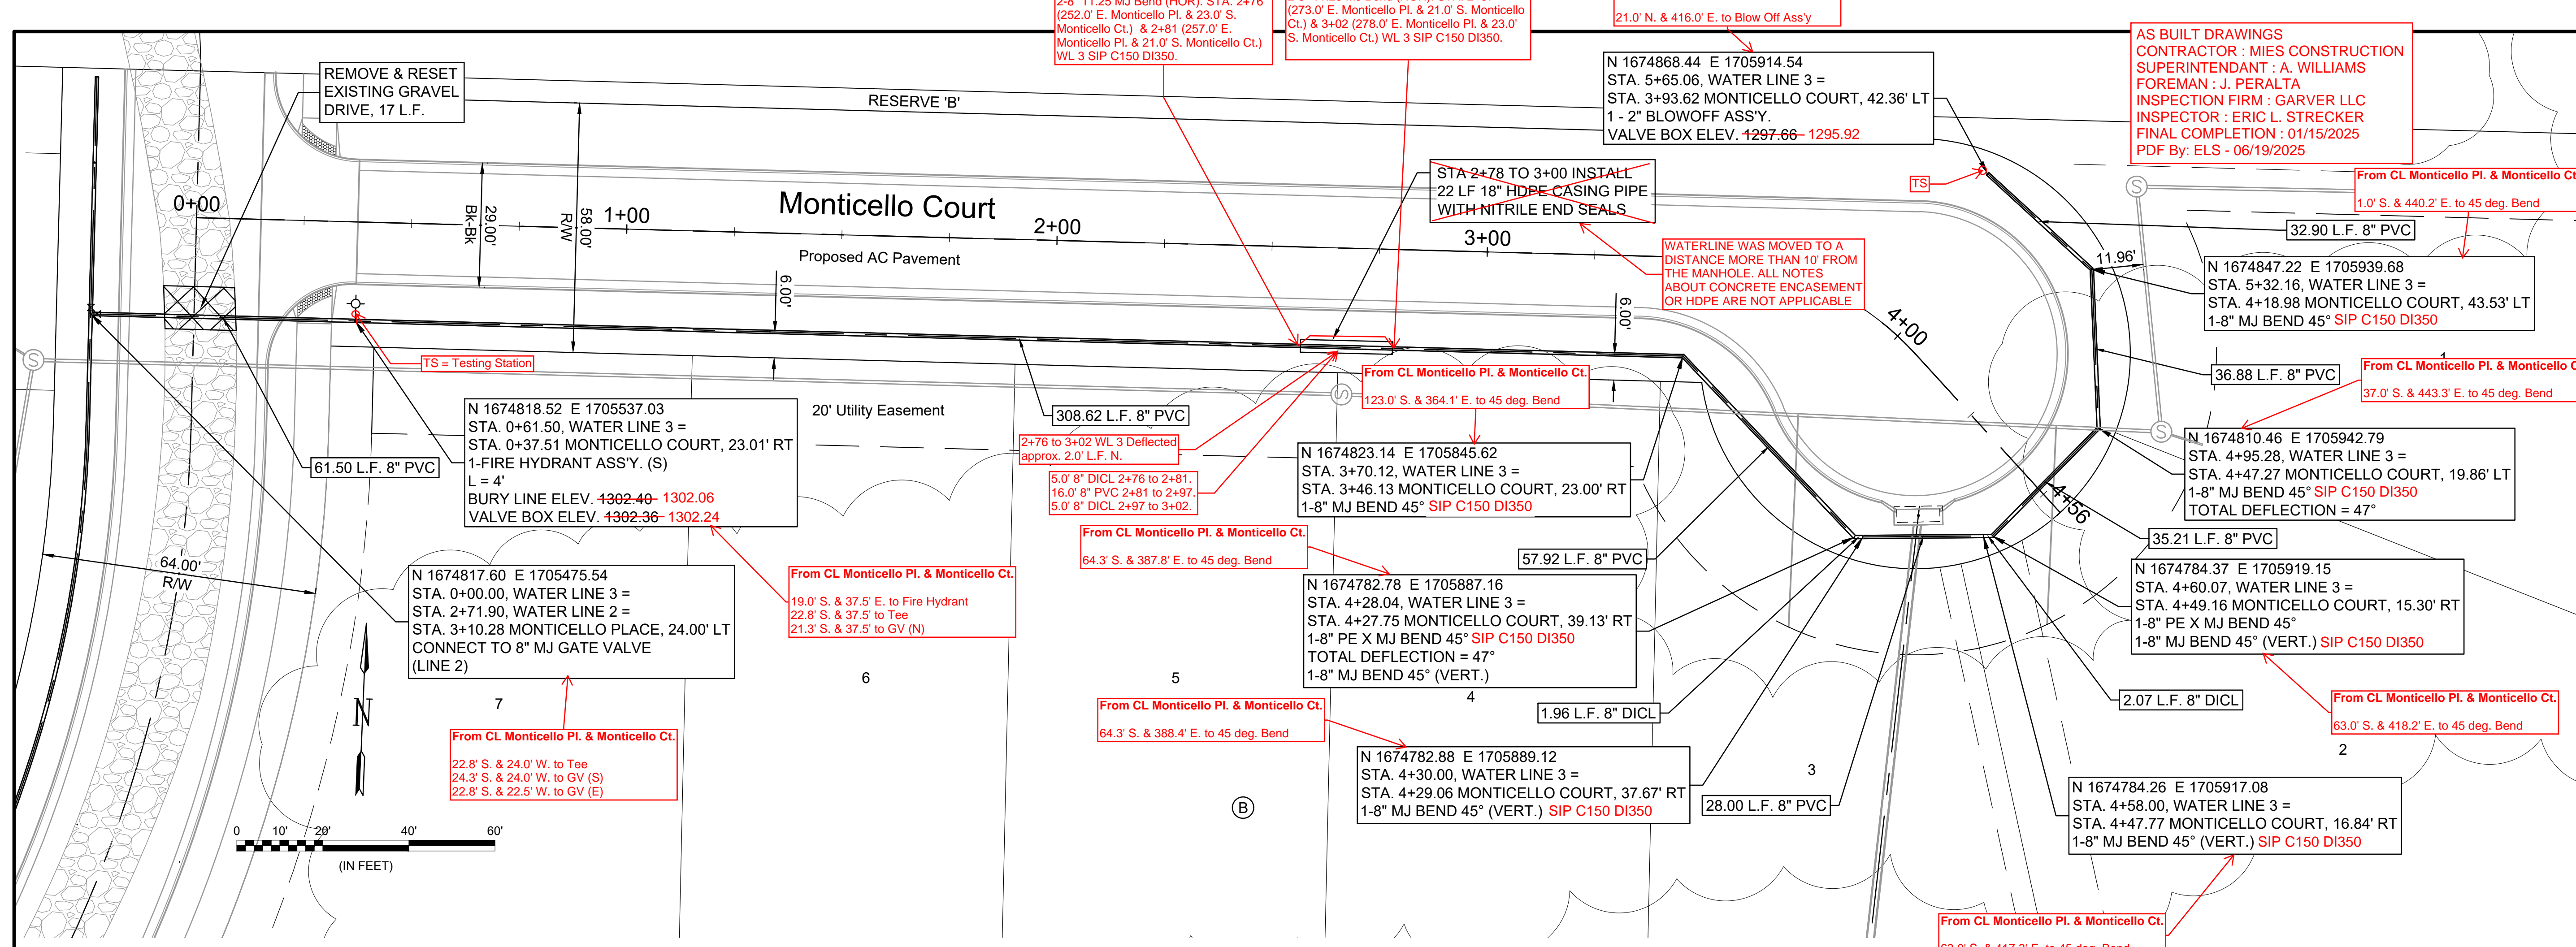 2-8" 11.25 MJ Bend (HOR). STA. 2+76
(252.0' E. Monticello Pl. & 23.0' S.
Monticello Ct.) & 2+81 (257.0' E.
Monticello Pl. & 21.0' S. Monticello Ct.)
WL 3 SIP C150 DI350.
(273.0' E. Monticello Pl. & 21.0' S. Monticello
Ct.) & 3+02 (278.0' E. Monticello Pl. & 23.0'
S. Monticello Ct.) WL 3 SIP C150 DI350.
21.0' N. & 416.0' E. to Blow Off Ass'y
AS BUILT DRAWINGS
CONTRACTOR : MIES CONSTRUCTION
SUPERINTENDANT : A. WILLIAMS
FOREMAN : J. PERALTA
INSPECTION FIRM : GARVER LLC
INSPECTOR : ERIC L. STRECKER
FINAL COMPLETION : 01/15/2025
PDF By: ELS - 06/19/2025
REMOVE & RESET
EXISTING GRAVEL
DRIVE, 17 L.F.
RESERVE 'B'
N 1674868.44 E 1705914.54
STA. 5+65.06, WATER LINE 3 =
STA. 3+93.62 MONTICELLO COURT, 42.36' LT
1 - 2" BLOWOFF ASS'Y.
VALVE BOX ELEV. 1297.66 1295.92
TS
From CL Monticello Pl. & Monticello Ct
1.0' S. & 440.2' E. to 45 deg. Bend
32.90 L.F. 8" PVC
11.96'
STA 2+78 TO 3+00 INSTALL
22 LF 18" HDPE CASING PIPE
WITH NITRILE END SEALS
WATERLINE WAS MOVED TO A
DISTANCE MORE THAN 10' FROM
THE MANHOLE. ALL NOTES
ABOUT CONCRETE ENCASEMENT
OR HDPE ARE NOT APPLICABLE
0+00
29.00'
Bk-Bk
58.00'
R/W
1+00
Monticello Court
2+00
3+00
4+00
4+56
Proposed AC Pavement
6.00'
6.00'
N 1674847.22 E 1705939.68
STA. 5+32.16, WATER LINE 3 =
STA. 4+18.98 MONTICELLO COURT, 43.53' LT
1-8" MJ BEND 45° SIP C150 DI350
1
36.88 L.F. 8" PVC
From CL Monticello Pl. & Monticello C
37.0' S. & 443.3' E. to 45 deg. Bend
S
S
S
S
TS = Testing Station
N 1674818.52 E 1705537.03
STA. 0+61.50, WATER LINE 3 =
STA. 0+37.51 MONTICELLO COURT, 23.01' RT
1-FIRE HYDRANT ASS'Y. (S)
L = 4'
BURY LINE ELEV. 1302.40 1302.06
VALVE BOX ELEV. 1302.36 1302.24
61.50 L.F. 8" PVC
20' Utility Easement
308.62 L.F. 8" PVC
2+76 to 3+02 WL 3 Deflected
approx. 2.0' L.F. N.
5.0' 8" DICL 2+76 to 2+81.
16.0' 8" PVC 2+81 to 2+97.
5.0' 8" DICL 2+97 to 3+02.
From CL Monticello Pl. & Monticello Ct.
123.0' S. & 364.1' E. to 45 deg. Bend
N 1674823.14 E 1705845.62
STA. 3+70.12, WATER LINE 3 =
STA. 3+46.13 MONTICELLO COURT, 23.00' RT
1-8" MJ BEND 45° SIP C150 DI350
From CL Monticello Pl. & Monticello Ct.
64.3' S. & 387.8' E. to 45 deg. Bend
57.92 L.F. 8" PVC
N 1674782.78 E 1705887.16
STA. 4+28.04, WATER LINE 3 =
STA. 4+27.75 MONTICELLO COURT, 39.13' RT
1-8" PE X MJ BEND 45° SIP C150 DI350
TOTAL DEFLECTION = 47°
1-8" MJ BEND 45° (VERT.)
N 1674810.46 E 1705942.79
STA. 4+95.28, WATER LINE 3 =
STA. 4+47.27 MONTICELLO COURT, 19.86' LT
1-8" MJ BEND 45° SIP C150 DI350
TOTAL DEFLECTION = 47°
35.21 L.F. 8" PVC
N 1674784.37 E 1705919.15
STA. 4+60.07, WATER LINE 3 =
STA. 4+49.16 MONTICELLO COURT, 15.30' RT
1-8" PE X MJ BEND 45°
1-8" MJ BEND 45° (VERT.) SIP C150 DI350
64.00'
R/W
N 1674817.60 E 1705475.54
STA. 0+00.00, WATER LINE 3 =
STA. 2+71.90, WATER LINE 2 =
STA. 3+10.28 MONTICELLO PLACE, 24.00' LT
CONNECT TO 8" MJ GATE VALVE
(LINE 2)
From CL Monticello Pl. & Monticello Ct.
19.0' S. & 37.5' E. to Fire Hydrant
22.8' S. & 37.5' to Tee
21.3' S. & 37.5' to GV (N)
N
7
6
5
4
3
2
B
From CL Monticello Pl. & Monticello Ct.
22.8' S. & 24.0' W. to Tee
24.3' S. & 24.0' W. to GV (S)
22.8' S. & 22.5' W. to GV (E)
From CL Monticello Pl. & Monticello Ct.
64.3' S. & 388.4' E. to 45 deg. Bend
1.96 L.F. 8" DICL
2.07 L.F. 8" DICL
From CL Monticello Pl. & Monticello Ct.
63.0' S. & 418.2' E. to 45 deg. Bend
N 1674782.88 E 1705889.12
STA. 4+30.00, WATER LINE 3 =
STA. 4+29.06 MONTICELLO COURT, 37.67' RT
1-8" MJ BEND 45° (VERT.) SIP C150 DI350
28.00 L.F. 8" PVC
N 1674784.26 E 1705917.08
STA. 4+58.00, WATER LINE 3 =
STA. 4+47.77 MONTICELLO COURT, 16.84' RT
1-8" MJ BEND 45° (VERT.) SIP C150 DI350
0 10' 20' 40' 60'
(IN FEET)
From CL Monticello Pl. & Monticello Ct.